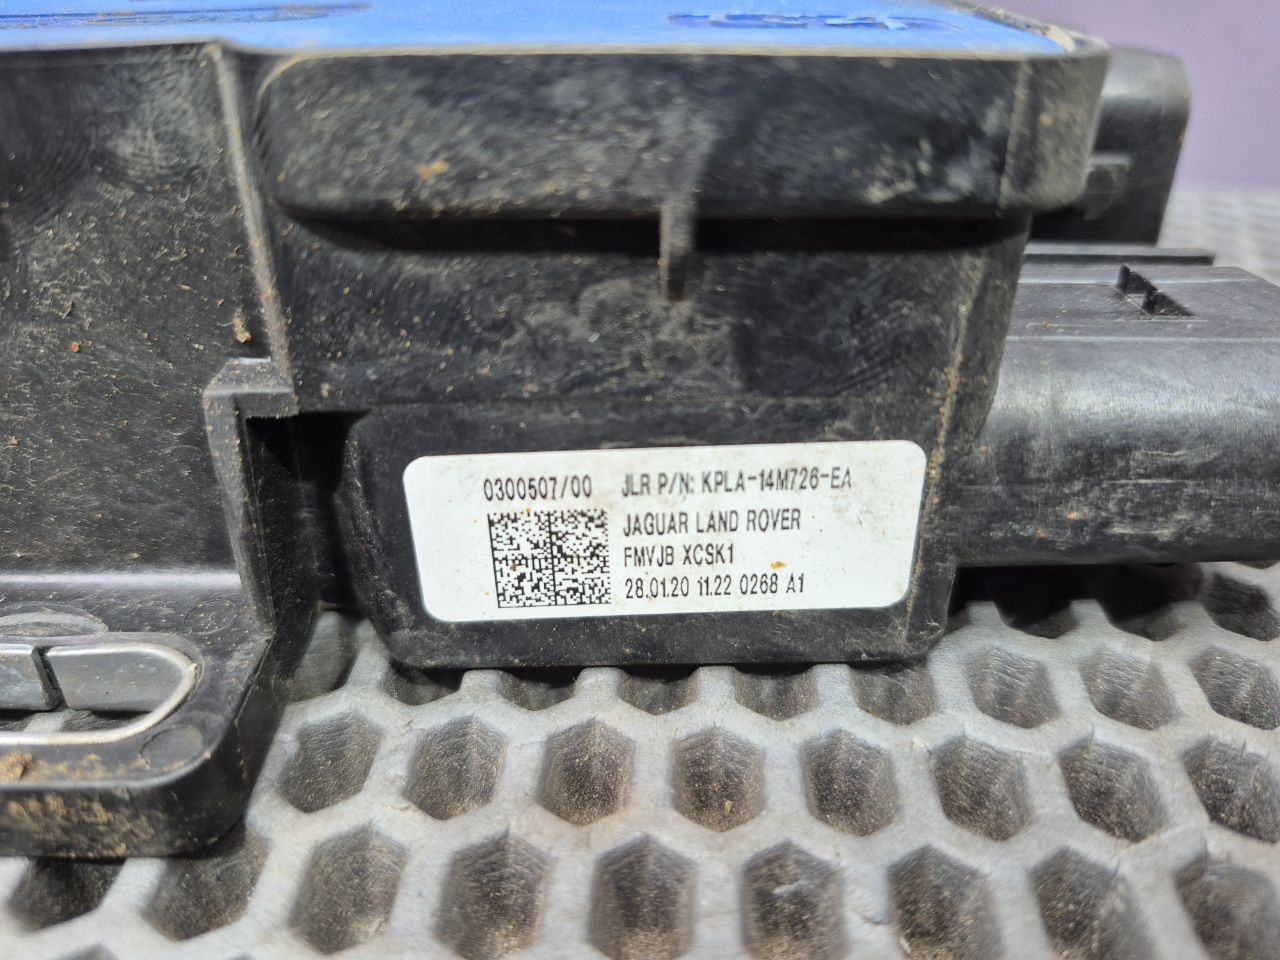 0300507/00 JLR P/N: KPLA-14M726-EA
JAGUAR LAND ROVER
FMVJB XCSK1
28.01.20 11.22 0268 A1